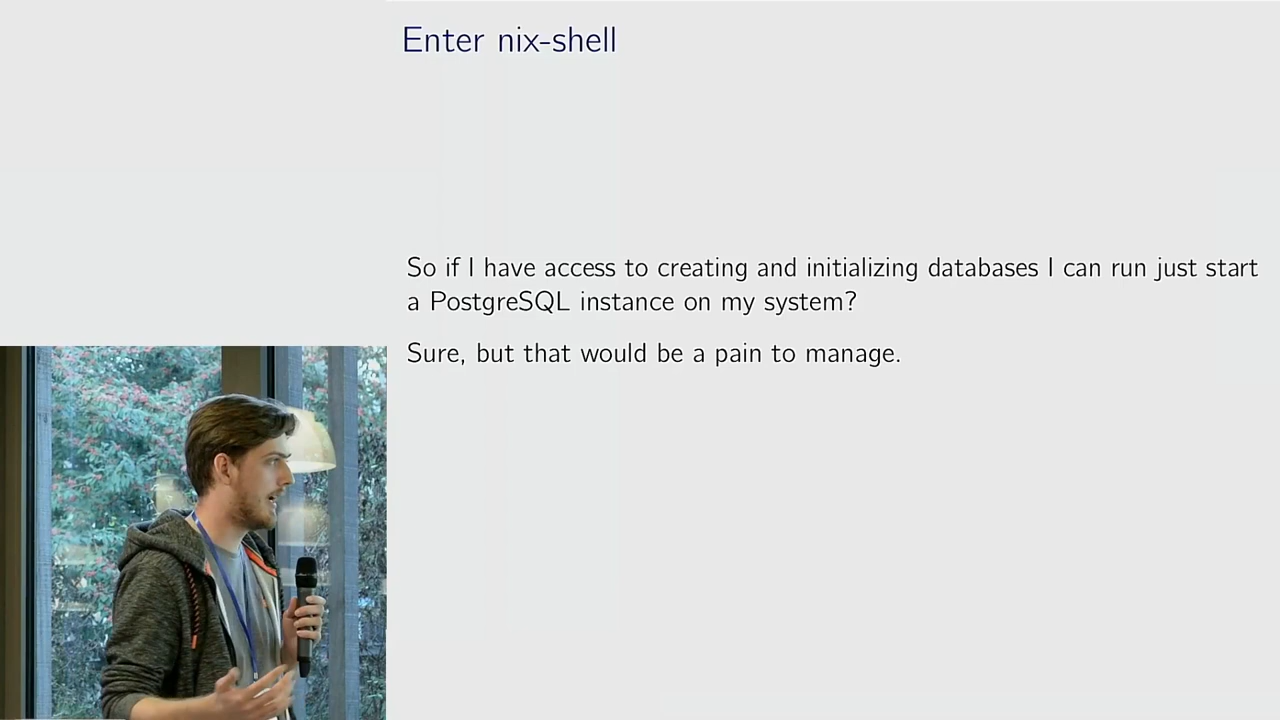 Enter nix-shell
So if I have access to creating and initializing databases I can run just start
a PostgreSQL instance on my system?
Sure, but that would be a pain to manage.